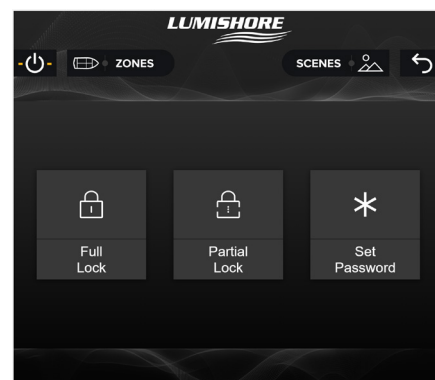 LUMISHORE
ZONES
SCENES
Full
Lock
Partial
Lock
Set
Password